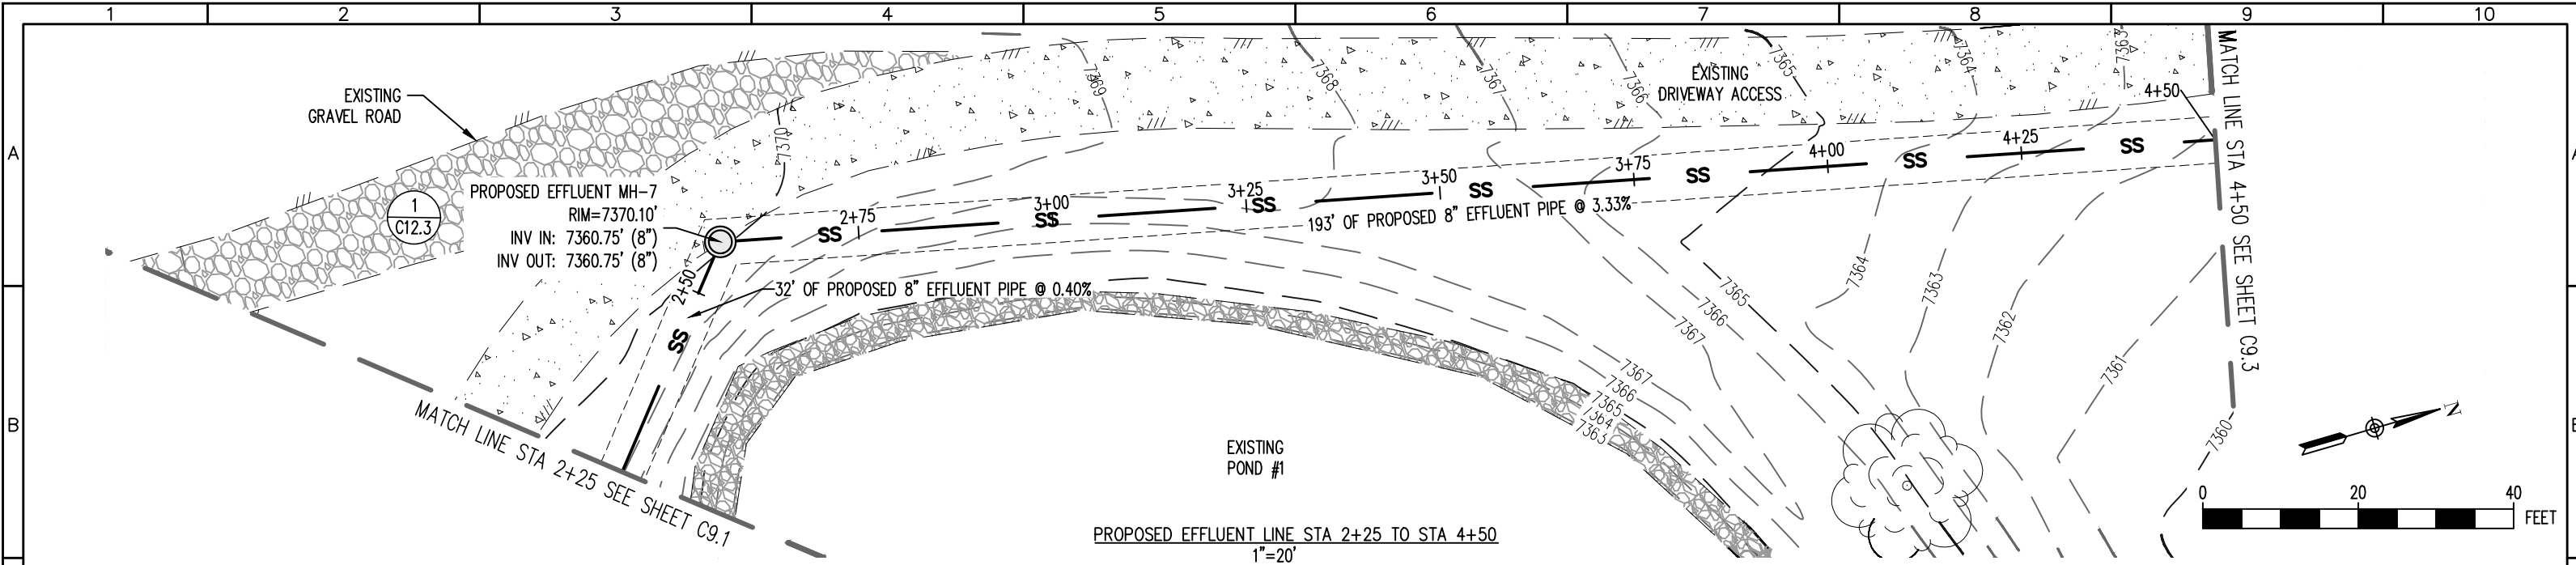 1 2 3 4 5 6 7 8 9 10
A
B
EXISTING
GRAVEL ROAD
1
C12.3
PROPOSED EFFLUENT MH-7
RIM=7370.10'
INV IN: 7360.75' (8")
INV OUT: 7360.75' (8")
7370
7369
7368
7367
7366
7365
7364
7363
EXISTING
DRIVEWAY ACCESS
4+50
MATCH LINE STA 4+50 SEE SHEET C9.3
2+50
SS
2+75
SS
3+00
SS
3+25
SS
3+50
SS
3+75
SS
4+00
SS
4+25
SS
193' OF PROPOSED 8" EFFLUENT PIPE @ 3.33%
32' OF PROPOSED 8" EFFLUENT PIPE @ 0.40%
SS
MATCH LINE STA 2+25 SEE SHEET C9.1
7365
7366
7367
7364
7363
7362
7361
7360
7367
7366
7365
7364
7363
EXISTING
POND #1
N
0 20 40
FEET
PROPOSED EFFLUENT LINE STA 2+25 TO STA 4+50
1"=20'